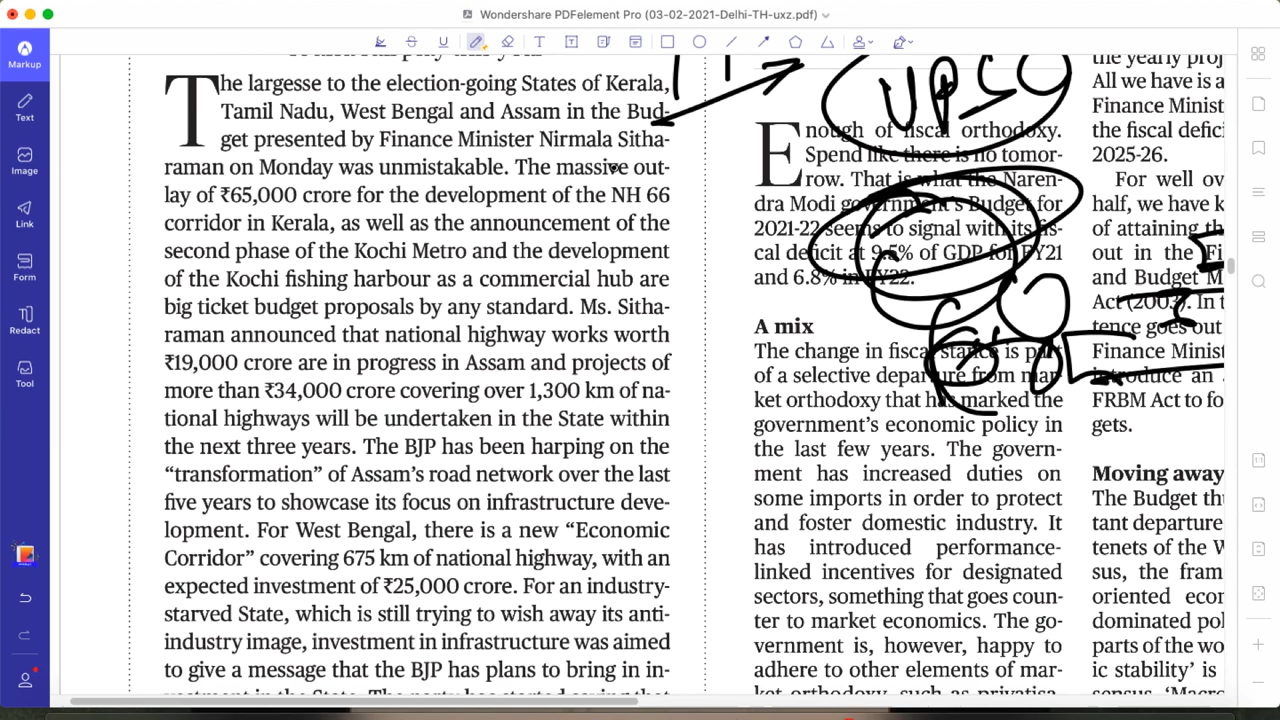 Wondershare PDFelement Pro (03-02-2021-Delhi-TH-uxz.pdf)
Markup
Text
Image
Link
Form
Redact
Tool
The largesse to the election-going States of Kerala,
Tamil Nadu, West Bengal and Assam in the Bud-
get presented by Finance Minister Nirmala Sitha-
raman on Monday was unmistakable. The massive out-
lay of ₹65,000 crore for the development of the NH 66
corridor in Kerala, as well as the announcement of the
second phase of the Kochi Metro and the development
of the Kochi fishing harbour as a commercial hub are
big ticket budget proposals by any standard. Ms. Sitha-
raman announced that national highway works worth
₹19,000 crore are in progress in Assam and projects of
more than ₹34,000 crore covering over 1,300 km of na-
tional highways will be undertaken in the State within
the next three years. The BJP has been harping on the
“transformation” of Assam’s road network over the last
five years to showcase its focus on infrastructure deve-
lopment. For West Bengal, there is a new “Economic
Corridor” covering 675 km of national highway, with an
expected investment of ₹25,000 crore. For an industry-
starved State, which is still trying to wish away its anti-
industry image, investment in infrastructure was aimed
to give a message that the BJP has plans to bring in in-
vestment in the State. The party has started saying that
UPSC
Enough of fiscal orthodoxy.
Spend like there is no tomor-
row. That is what the Naren-
dra Modi government’s Budget for
2021-22 seems to signal with its fis-
cal deficit at 9.5% of GDP for FY21
and 6.8% in FY22.
A mix
The change in fiscal stance is part
of a selective departure from mar-
ket orthodoxy that has marked the
government’s economic policy in
the last few years. The govern-
ment has increased duties on
some imports in order to protect
and foster domestic industry. It
has introduced performance-
linked incentives for designated
sectors, something that goes coun-
ter to market economics. The go-
vernment is, however, happy to
adhere to other elements of mar-
ket orthodoxy, such as privatisa-
the yearly proj
All we have is a
Finance Minist
the fiscal defici
2025-26.
For well ov
half, we have k
of attaining th
out in the Fi
and Budget M
Act (2003). In t
tence goes out
Finance Minist
introduce an
FRBM Act to fo
gets.
Moving away
The Budget th
tant departure
tenets of the W
sus, the fram
oriented econ
dominated pol
parts of the wo
ic stability’ is
sensus. ‘Macro